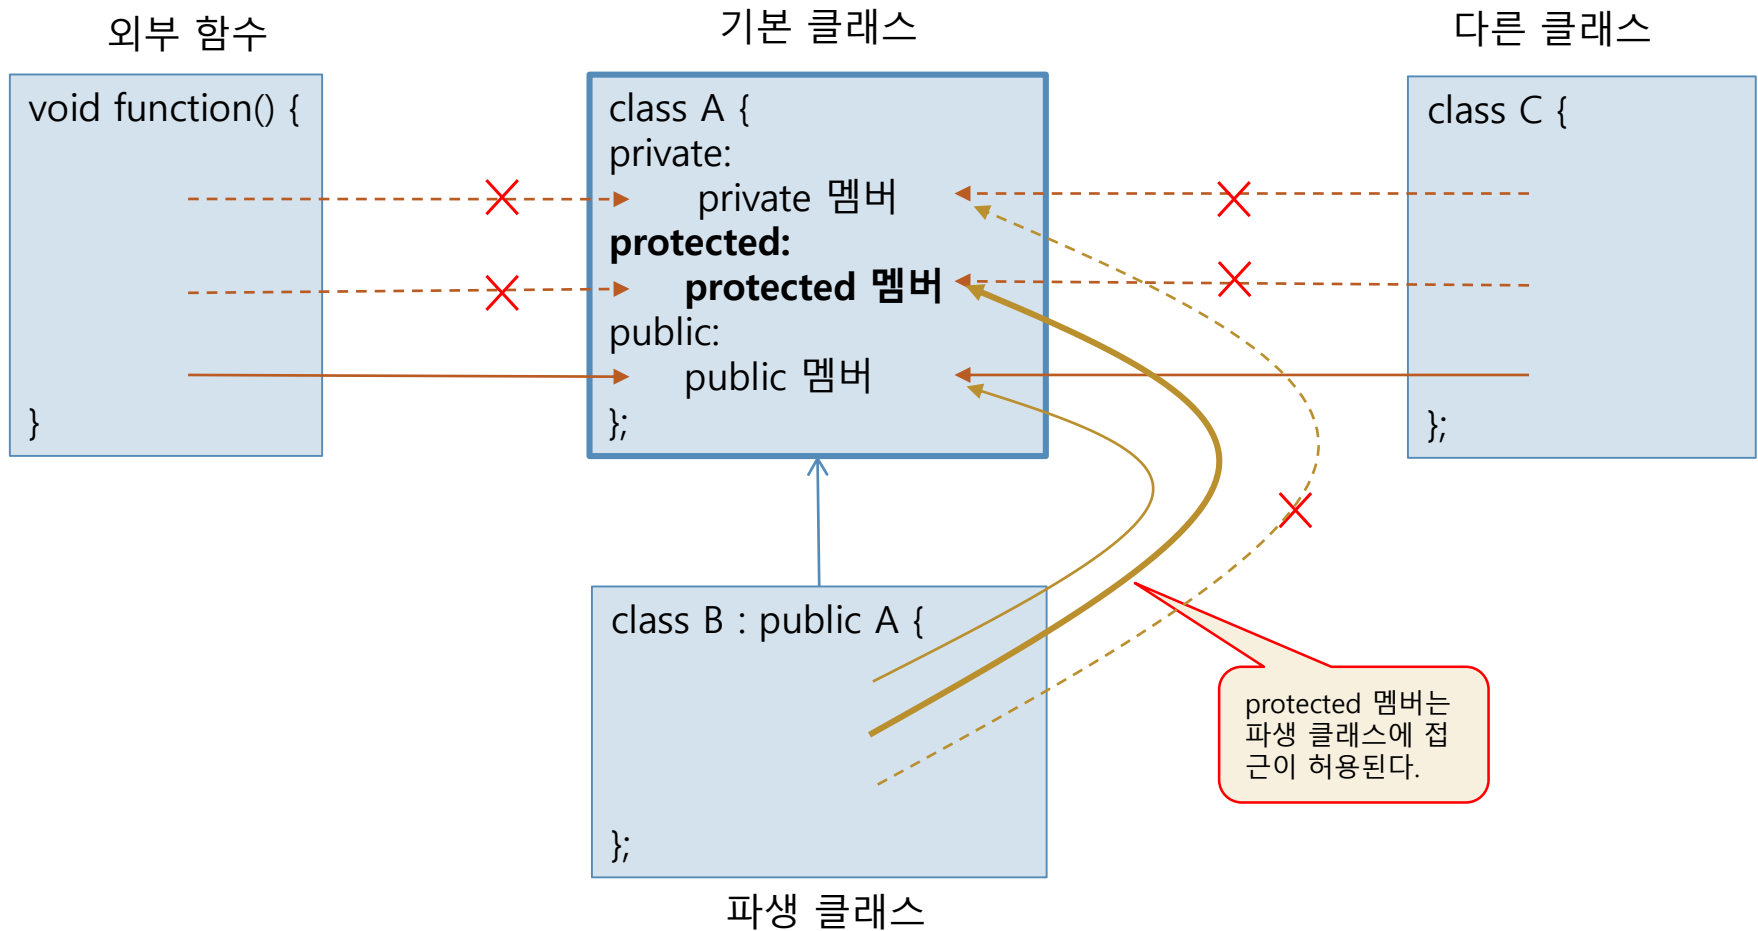 외부 함수
기본 클래스
다른 클래스
void function() {
}
class A {
private:
private 멤버
protected:
protected 멤버
public:
public 멤버
};
class C {
};
class B : public A {
};
파생 클래스
protected 멤버는
파생 클래스에 접
근이 허용된다.